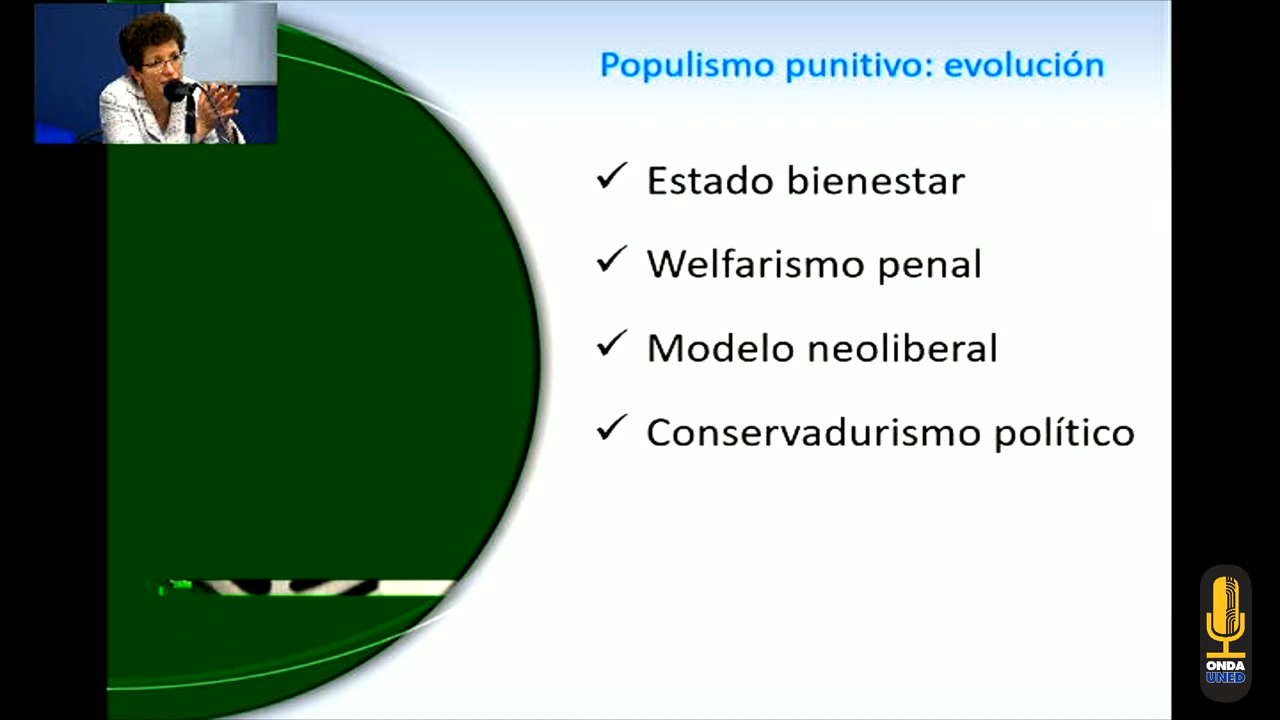 Populismo punitivo: evolución
Estado bienestar
Welfarismo penal
Modelo neoliberal
Conservadurismo político
ONDA
UNED